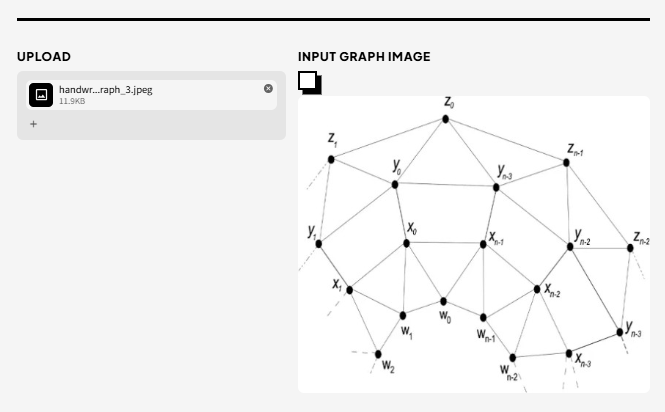 UPLOAD
INPUT GRAPH IMAGE
handwr...raph_3.jpeg
11.9KB
+
z0
z1
zn-1
y0
yn-3
y1
x0
xn-1
yn-2
zn-2
x1
xn-2
w1
w0
wn-1
yn-3
w2
wn-2
xn-3